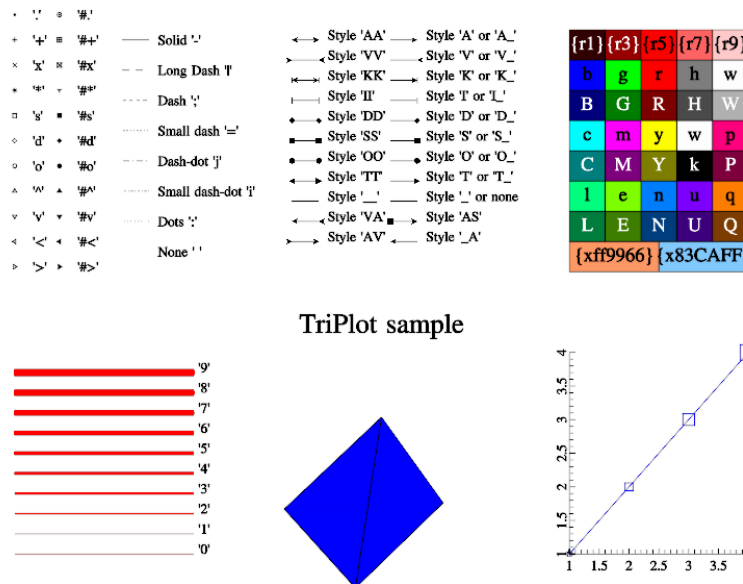 '.' '#.'
'+' '#+'
'x' '#x'
'*' '#*'
's' '#s'
'd' '#d'
'o' '#o'
'^' '#^'
'v' '#v'
'<' '#<'
'>' '#>'
Solid '-'
Long Dash '|'
Dash ';'
Small dash '='
Dash-dot 'j'
Small dash-dot 'i'
Dots ':'
None ' '
Style 'AA' Style 'A' or 'A_'
Style 'VV' Style 'V' or 'V_'
Style 'KK' Style 'K' or 'K_'
Style 'II' Style 'I' or 'I_'
Style 'DD' Style 'D' or 'D_'
Style 'SS' Style 'S' or 'S_'
Style 'OO' Style 'O' or 'O_'
Style 'TT' Style 'T' or 'T_'
Style '__' Style '_' or none
Style 'VA' Style 'AS'
Style 'AV' Style '_A'
{r1} {r3} {r5} {r7} {r9}
b g r h w
B G R H W
c m y w p
C M Y k P
l e n u q
L E N U Q
{xff9966} {x83CAFF
TriPlot sample
'9'
'8'
'7'
'6'
'5'
'4'
'3'
'2'
'1'
'0'
4
3.5
3
2.5
2
1.5
1
1 1.5 2 2.5 3 3.5